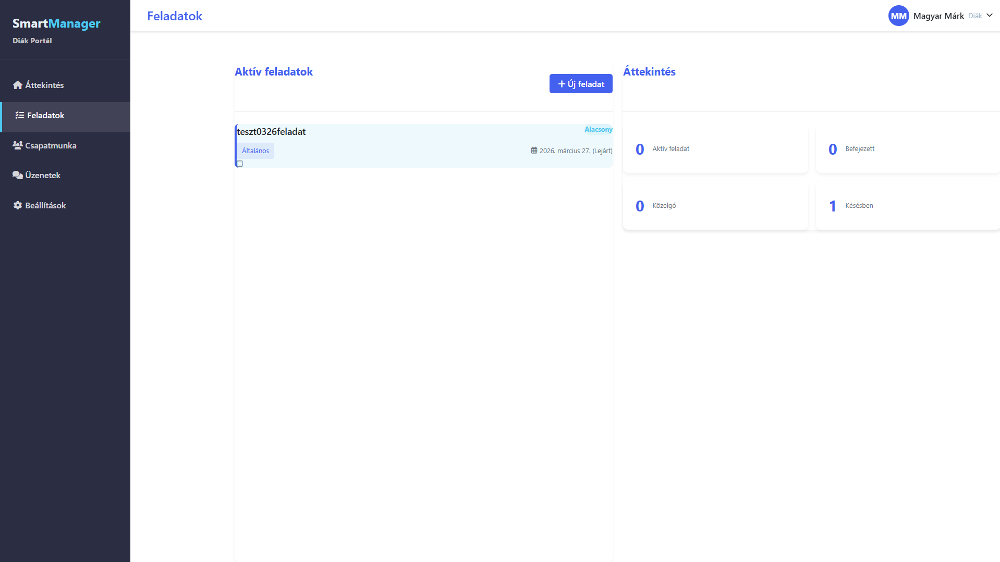 SmartManager
Diák Portál
Áttekintés
Feladatok
Csapatmunka
Üzenetek
Beállítások
Feladatok
MM Magyar Márk Diák
Aktív feladatok
Új feladat
teszt0326feladat
Alacsony
Általános
2026. március 27. (Lejárt)
Áttekintés
0 Aktív feladat
0 Befejezett
0 Közelgő
1 Késésben